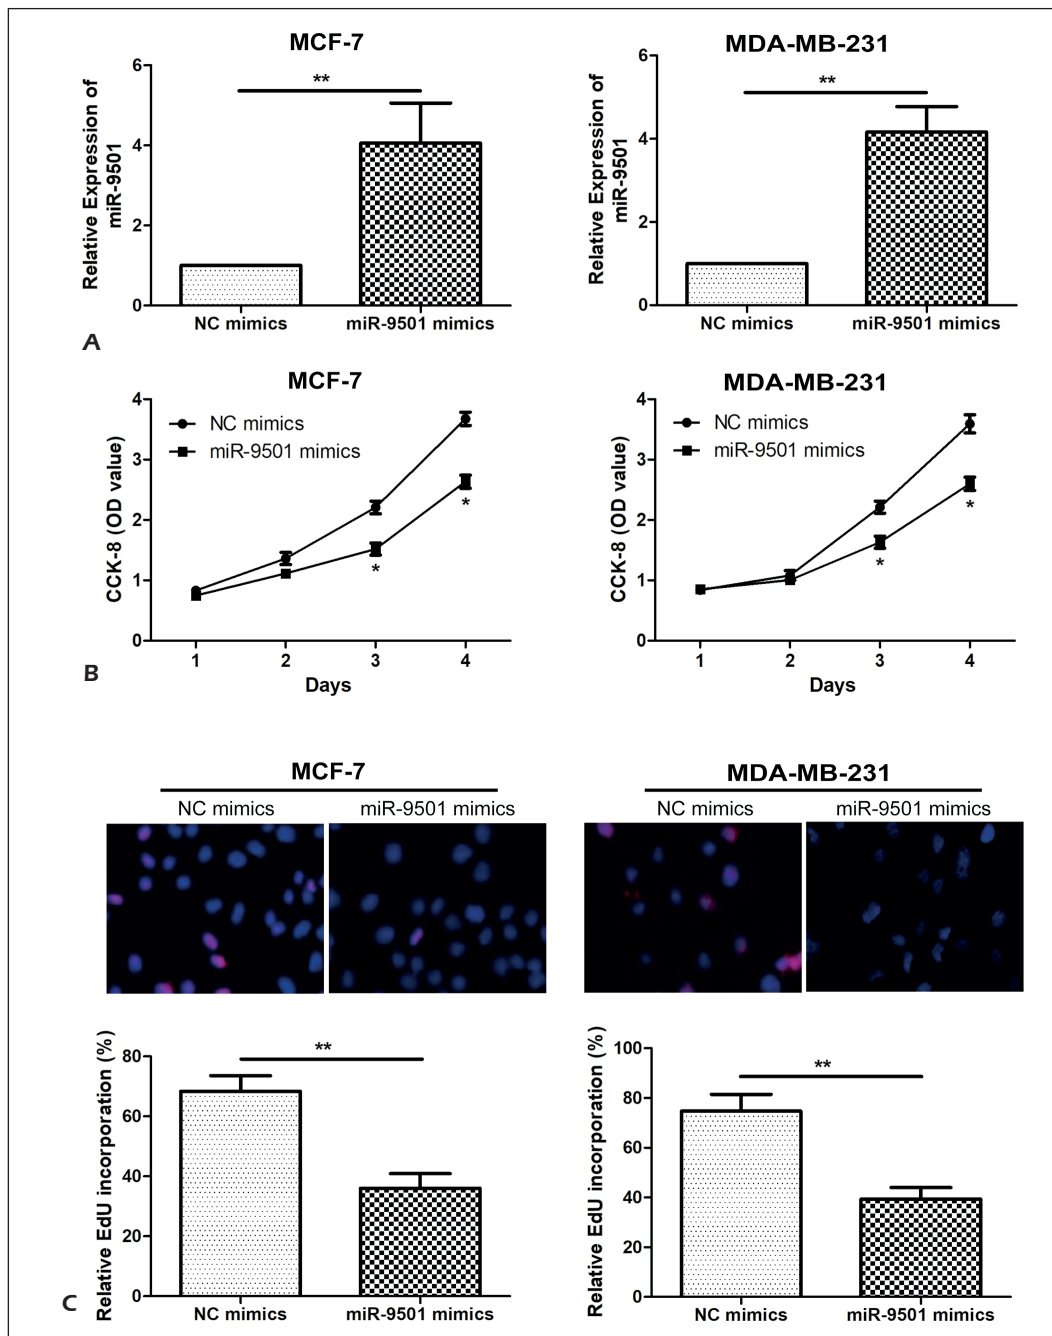 MCF-7
MDA-MB-231
Relative Expression of
miR-9501
6
4
2
0
**
NC mimics
miR-9501 mimics
Relative Expression of
miR-9501
6
4
2
0
**
NC mimics
miR-9501 mimics
A
MCF-7
MDA-MB-231
CCK-8 (OD value)
4
3
2
1
0
NC mimics
miR-9501 mimics
*
*
1 2 3 4
Days
CCK-8 (OD value)
4
3
2
1
0
NC mimics
miR-9501 mimics
*
*
1 2 3 4
Days
B
MCF-7
MDA-MB-231
NC mimics miR-9501 mimics
NC mimics miR-9501 mimics
Relative EdU incorporation (%)
80
60
40
20
0
**
NC mimics
miR-9501 mimics
Relative EdU incorporation (%)
100
80
60
40
20
0
**
NC mimics
miR-9501 mimics
C